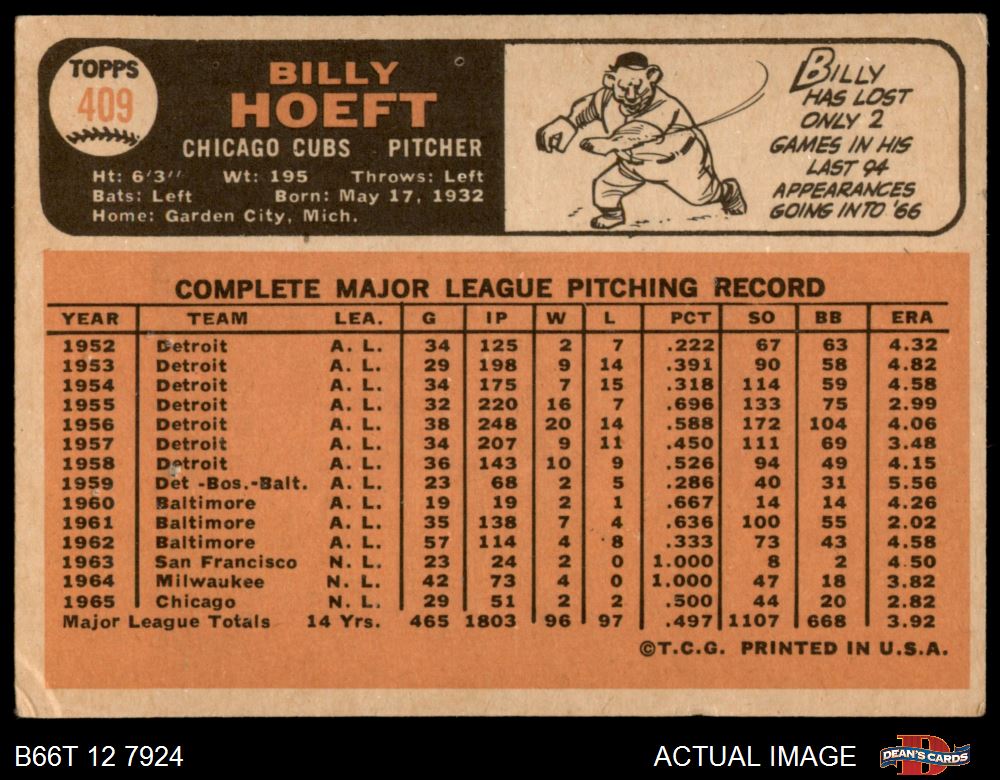 TOPPS
409
BILLY
HOEFT
CHICAGO CUBS PITCHER
Ht: 6'3" Wt: 195 Throws: Left
Bats: Left Born: May 17, 1932
Home: Garden City, Mich.
BILLY
HAS LOST
ONLY 2
GAMES IN HIS
LAST 94
APPEARANCES
GOING INTO '66
COMPLETE MAJOR LEAGUE PITCHING RECORD
YEAR TEAM LEA. G IP W L PCT SO BB ERA
1952 Detroit A. L. 34 125 2 7 .222 67 63 4.32
1953 Detroit A. L. 29 198 9 14 .391 90 58 4.82
1954 Detroit A. L. 34 175 7 15 .318 114 59 4.58
1955 Detroit A. L. 32 220 16 7 .696 133 75 2.99
1956 Detroit A. L. 38 248 20 14 .588 172 104 4.06
1957 Detroit A. L. 34 207 9 11 .450 111 69 3.48
1958 Detroit A. L. 36 143 10 9 .526 94 49 4.15
1959 Det -Bos.-Balt. A. L. 23 68 2 5 .286 40 31 5.56
1960 Baltimore A. L. 19 19 2 1 .667 14 14 4.26
1961 Baltimore A. L. 35 138 7 4 .636 100 55 2.02
1962 Baltimore A. L. 57 114 4 8 .333 73 43 4.58
1963 San Francisco N. L. 23 24 2 0 1.000 8 2 4.50
1964 Milwaukee N. L. 42 73 4 0 1.000 47 18 3.82
1965 Chicago N. L. 29 51 2 2 .500 44 20 2.82
Major League Totals 14 Yrs. 465 1803 96 97 .497 1107 668 3.92
©T.C.G. PRINTED IN U.S.A.
B66T 12 7924 ACTUAL IMAGE DEAN'S CARDS